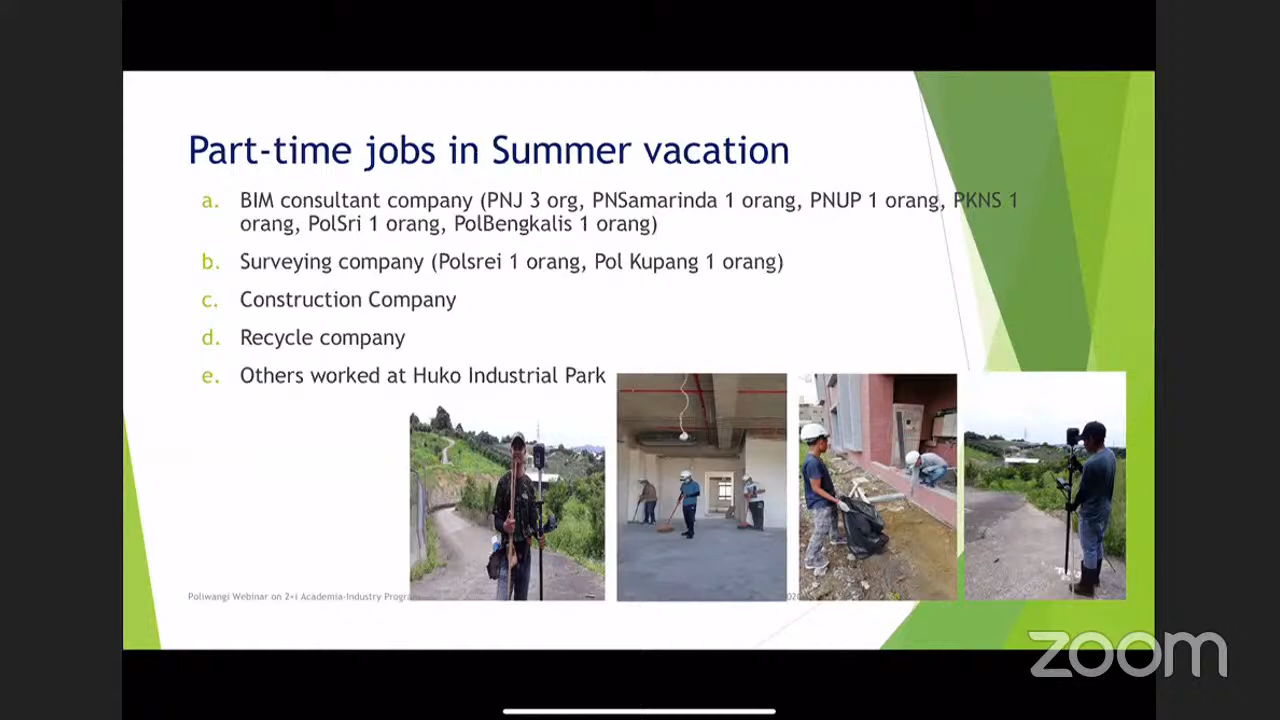 Part-time jobs in Summer vacation
a. BIM consultant company (PNJ 3 org, PNSamarinda 1 orang, PNUP 1 orang, PKNS 1
orang, PolSri 1 orang, PolBengkalis 1 orang)
b. Surveying company (Polsrei 1 orang, Pol Kupang 1 orang)
c. Construction Company
d. Recycle company
e. Others worked at Huko Industrial Park
Poliwangi Webinar on 2+i Academia-Industry Program
zoom